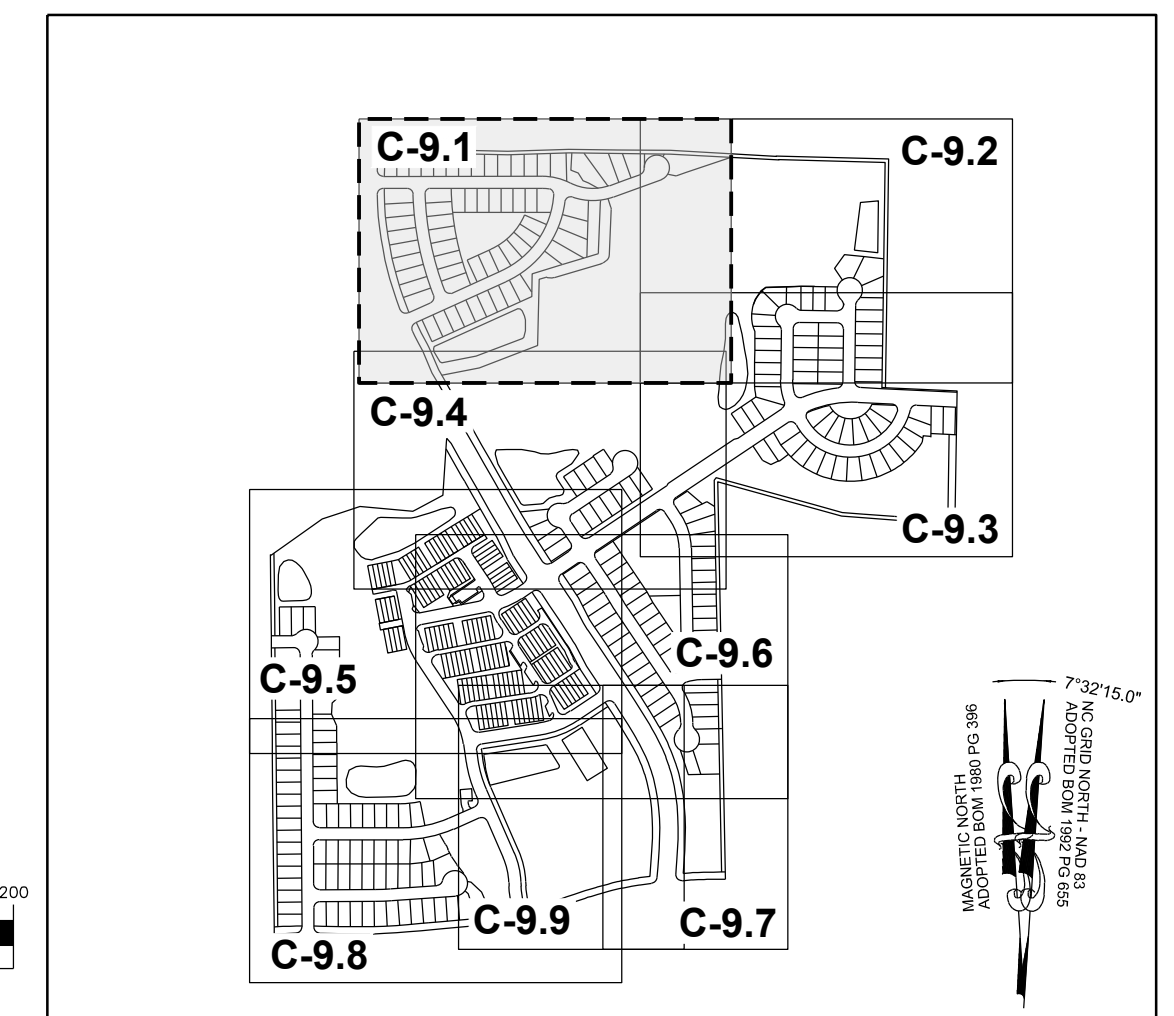 C-9.1
C-9.2
C-9.4
C-9.3
C-9.6
C-9.5
7°32'15.0"
MAGNETIC NORTH
ADOPTED BOM 1980 PG 396
NC GRID NORTH - NAD 83
ADOPTED BOM 1992 PG 655
200
C-9.9
C-9.7
C-9.8